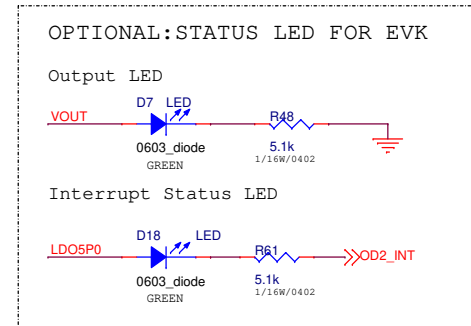 OPTIONAL:STATUS LED FOR EVK
Output LED
D7 LED
VOUT
R48
0603_diode
5.1k
GREEN
1/16W/0402
Interrupt Status LED
D18 LED
LDO5P0
R61
OD2_INT
0603_diode
5.1k
GREEN
1/16W/0402